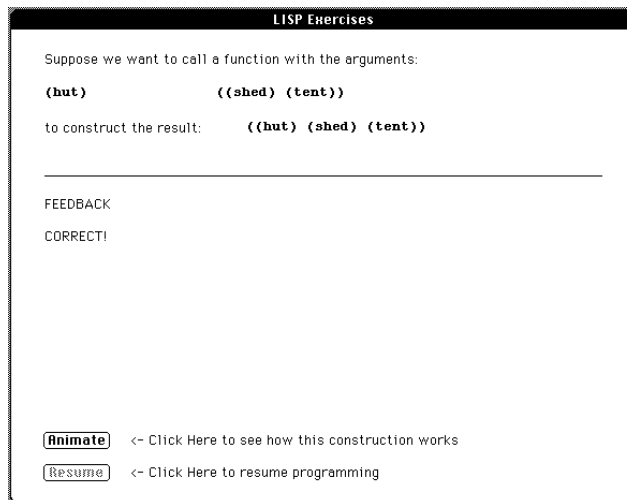 LISP Exercises
Suppose we want to call a function with the arguments:
(hut) ((shed) (tent))
to construct the result: ((hut) (shed) (tent))
FEEDBACK
CORRECT!
Animate <- Click Here to see how this construction works
Resume <- Click Here to resume programming